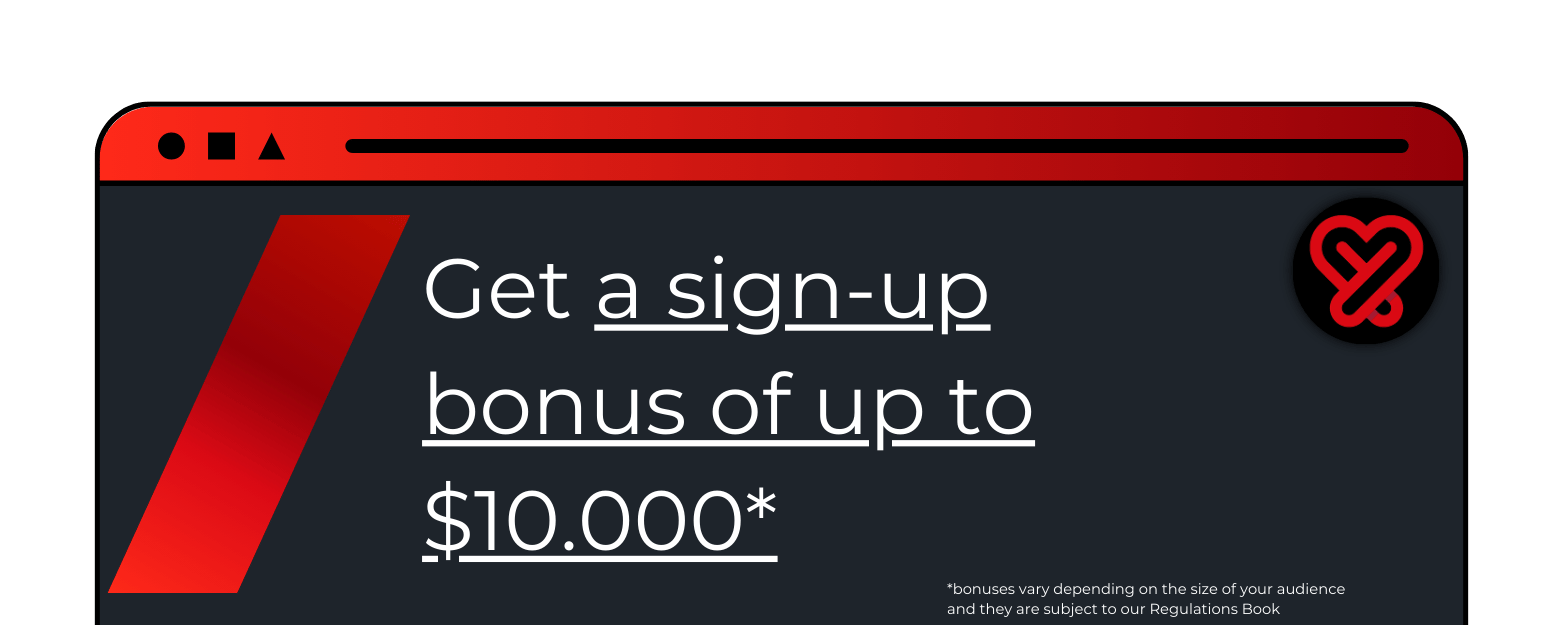 Get a sign-up
bonus of up to
$10.000*
*bonuses vary depending on the size of your audience
and they are subject to our Regulations Book